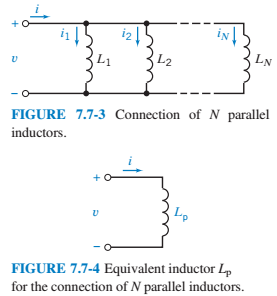 i
+
i1
i2
iN
v
L1
L2
LN
−
FIGURE 7.7-3 Connection of N parallel
inductors.
i
+
v
Lp
−
FIGURE 7.7-4 Equivalent inductor Lp
for the connection of N parallel inductors.